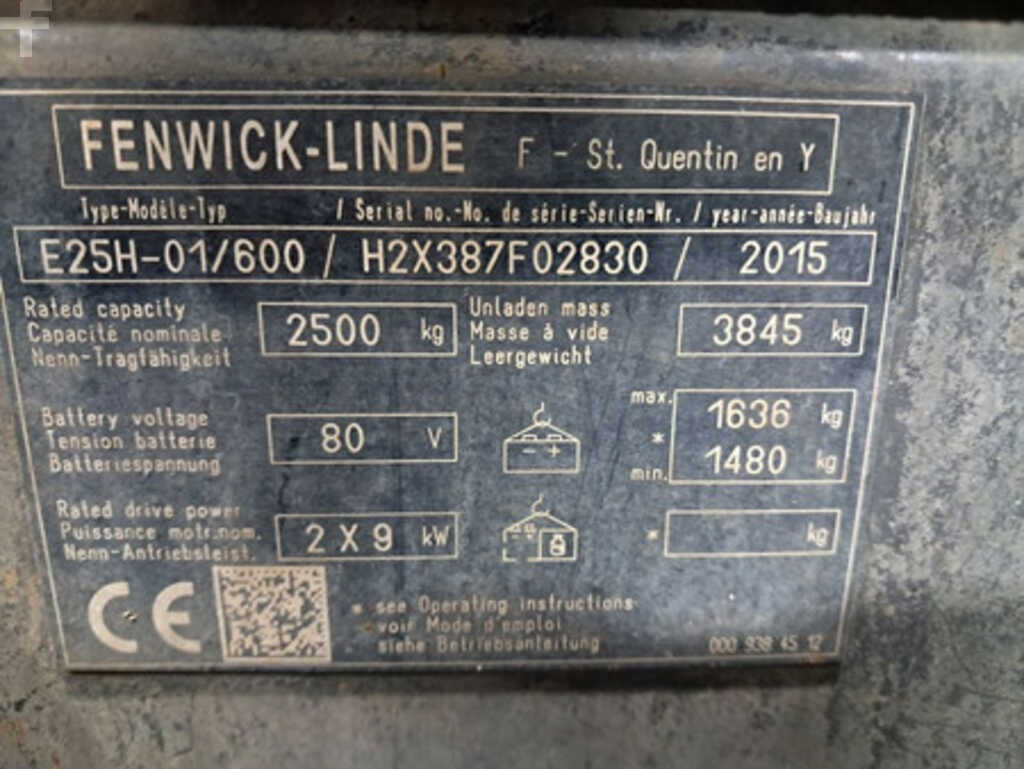 FENWICK-LINDE F - St. Quentin en Y
Type-Modèle-Typ / Serial no.-No. de série-Serien-Nr. / year-année-Baujahr
E25H-01/600 / H2X387F02830 / 2015
Rated capacity
Capacité nominale
Nenn-Tragfähigkeit
2500 kg
Unladen mass
Masse à vide
Leergewicht
3845 kg
Battery voltage
Tension batterie
Batteriespannung
80 V
- +
max. 1636 kg
*
min. 1480 kg
Rated drive power
Puissance motr.nom.
Nenn-Antriebsleist.
2 X 9 kW
* kg
CE
* see Operating instructions
voir Mode d'emploi
siehe Betriebsanleitung
000 938 45 12